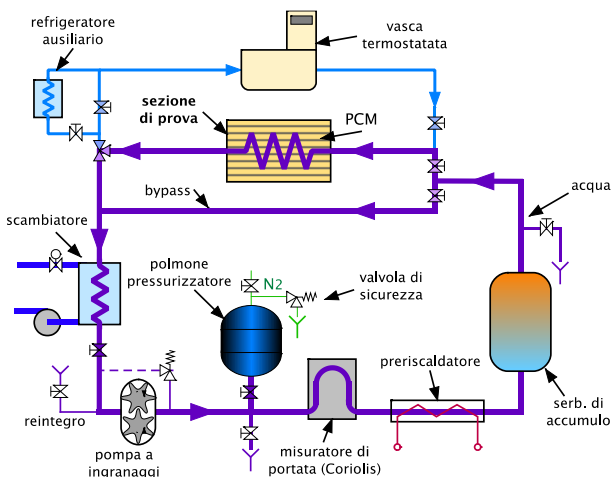 refrigeratore
ausiliario
vasca
termostatata
sezione
di prova
PCM
bypass
acqua
scambiatore
polmone
pressurizzatore
N2
valvola di
sicurezza
preriscaldatore
serb. di
accumulo
reintegro
pompa a
ingranaggi
misuratore di
portata (Coriolis)